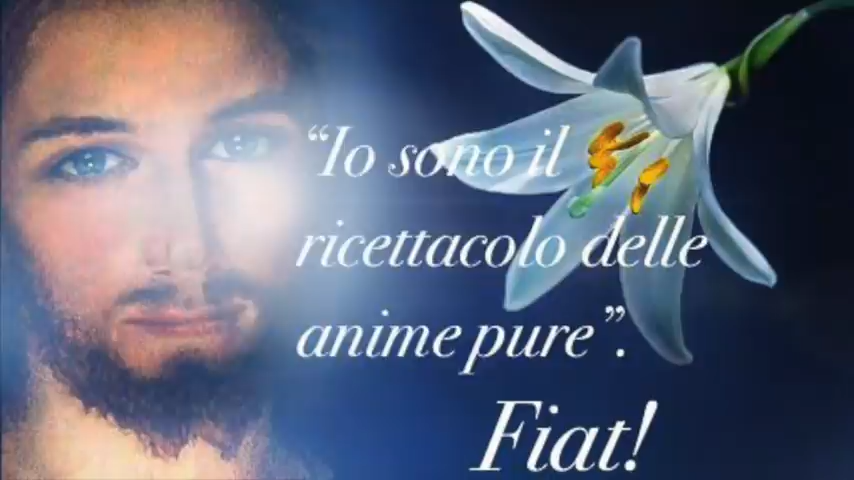 “Io sono il
ricettacolo delle
anime pure”.
Fiat!